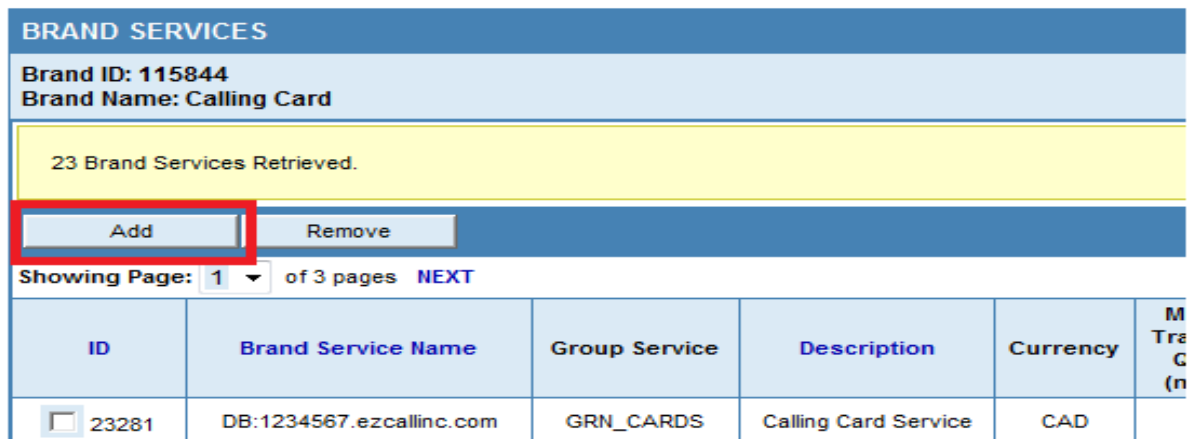 BRAND SERVICES
Brand ID: 115844
Brand Name: Calling Card
23 Brand Services Retrieved.
Add Remove
Showing Page: 1 of 3 pages NEXT
ID Brand Service Name Group Service Description Currency
23281 DB:1234567.ezcallinc.com GRN_CARDS Calling Card Service CAD